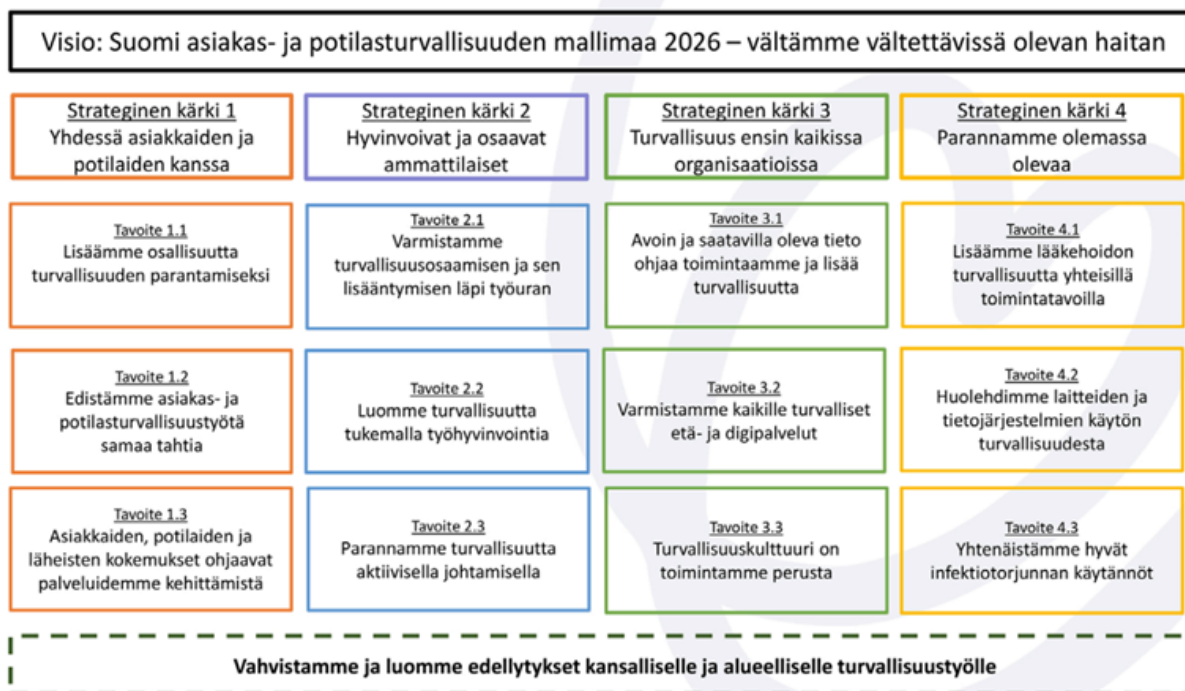 Visio: Suomi asiakas- ja potilasturvallisuuden mallimaa 2026 – vältämme vältettävissä olevan haitan
Strateginen kärki 1
Yhdessä asiakkaiden ja
potilaiden kanssa
Tavoite 1.1
Lisäämme osallisuutta
turvallisuuden parantamiseksi
Tavoite 1.2
Edistämme asiakas- ja
potilasturvallisuustyötä
samaa tahtia
Tavoite 1.3
Asiakkaiden, potilaiden ja
läheisten kokemukset ohjaavat
palveluidemme kehittämistä
Strateginen kärki 2
Hyvinvoivat ja osaavat
ammattilaiset
Tavoite 2.1
Varmistamme
turvallisuusosaamisen ja sen
lisääntymisen läpi työuran
Tavoite 2.2
Luomme turvallisuutta
tukemalla työhyvinvointia
Tavoite 2.3
Parannamme turvallisuutta
aktiivisella johtamisella
Strateginen kärki 3
Turvallisuus ensin kaikissa
organisaatioissa
Tavoite 3.1
Avoin ja saatavilla oleva tieto
ohjaa toimintaamme ja lisää
turvallisuutta
Tavoite 3.2
Varmistamme kaikille turvalliset
etä- ja digipalvelut
Tavoite 3.3
Turvallisuuskulttuuri on
toimintamme perusta
Strateginen kärki 4
Parannamme olemassa
olevaa
Tavoite 4.1
Lisäämme lääkehoidon
turvallisuutta yhteisillä
toimintatavoilla
Tavoite 4.2
Huolehdimme laitteiden ja
tietojärjestelmien käytön
turvallisuudesta
Tavoite 4.3
Yhtenäistämme hyvät
infektiotorjunnan käytännöt
Vahvistamme ja luomme edellytykset kansalliselle ja alueelliselle turvallisuustyölle